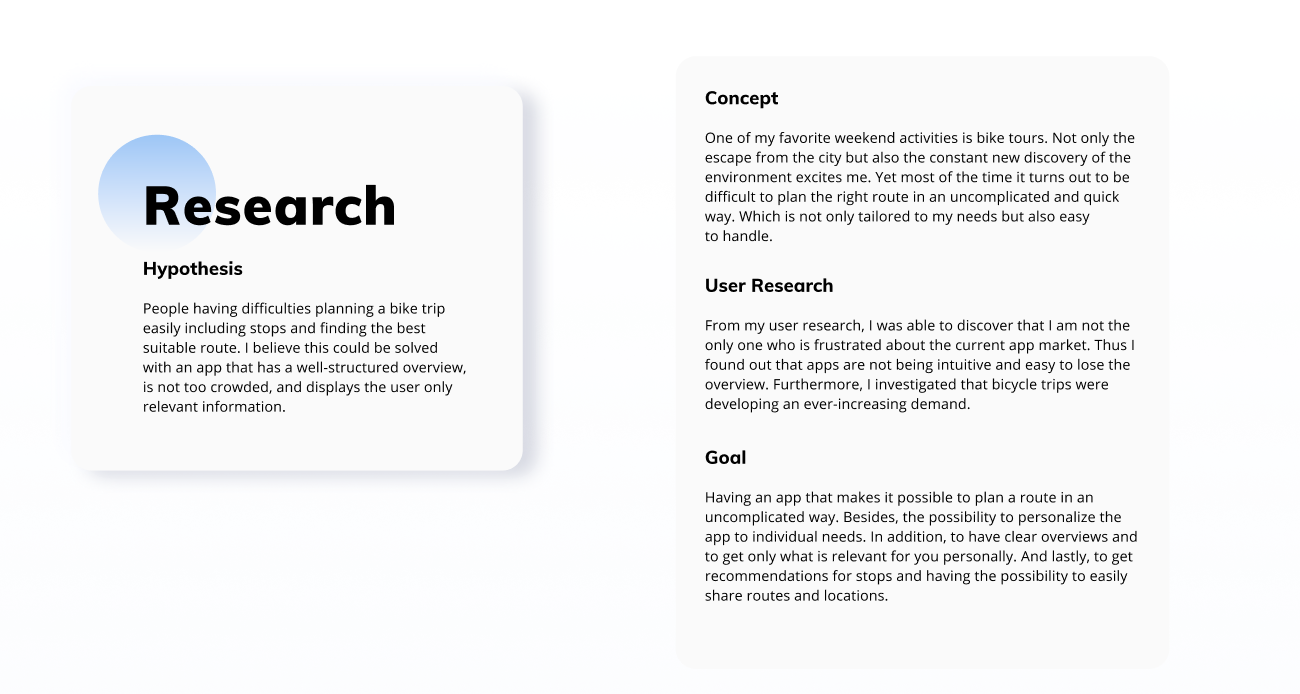 Research
Hypothesis
People having difficulties planning a bike trip
easily including stops and finding the best
suitable route. I believe this could be solved
with an app that has a well-structured overview,
is not too crowded, and displays the user only
relevant information.
Concept
One of my favorite weekend activities is bike tours. Not only the
escape from the city but also the constant new discovery of the
environment excites me. Yet most of the time it turns out to be
difficult to plan the right route in an uncomplicated and quick
way. Which is not only tailored to my needs but also easy
to handle.
User Research
From my user research, I was able to discover that I am not the
only one who is frustrated about the current app market. Thus I
found out that apps are not being intuitive and easy to lose the
overview. Furthermore, I investigated that bicycle trips were
developing an ever-increasing demand.
Goal
Having an app that makes it possible to plan a route in an
uncomplicated way. Besides, the possibility to personalize the
app to individual needs. In addition, to have clear overviews and
to get only what is relevant for you personally. And lastly, to get
recommendations for stops and having the possibility to easily
share routes and locations.